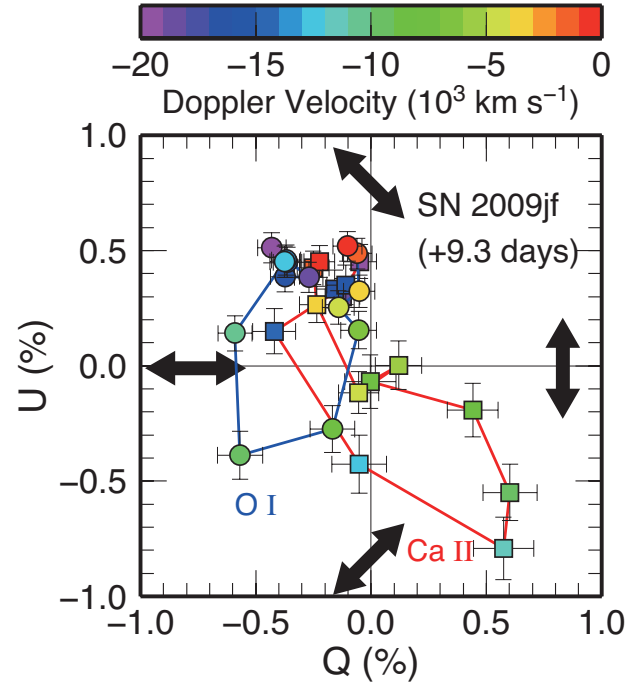 −20 −15 −10 −5 0
Doppler Velocity (10³ km s⁻¹)
1.0
SN 2009jf
(+9.3 days)
0.5
0.0
U (%)
−0.5
O I
Ca II
−1.0
−1.0 −0.5 0.0 0.5 1.0
Q (%)